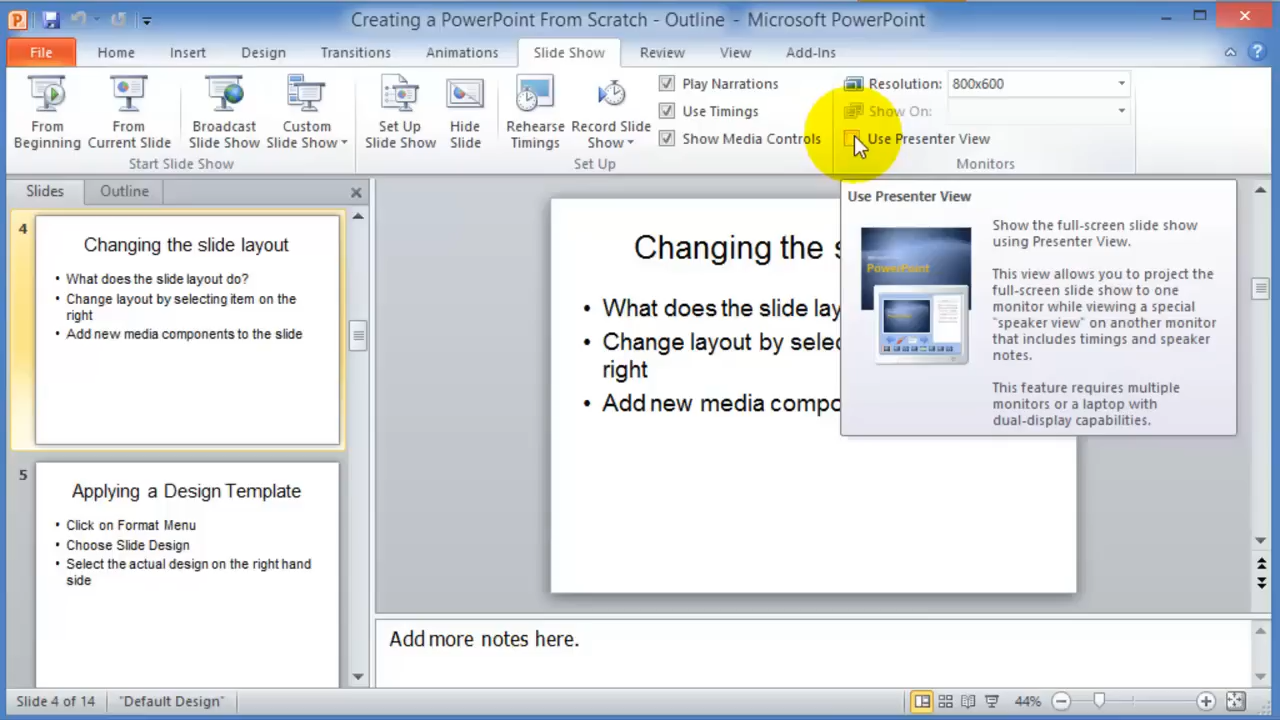 Creating a PowerPoint From Scratch - Outline - Microsoft PowerPoint
File Home Insert Design Transitions Animations Slide Show Review View Add-Ins
From Beginning
From Current Slide
Broadcast Slide Show
Custom Slide Show
Start Slide Show
Set Up Slide Show
Hide Slide
Rehearse Timings
Record Slide Show
Play Narrations
Use Timings
Show Media Controls
Set Up
Resolution: 800x600
Show On:
Use Presenter View
Monitors
Slides Outline
4
Changing the slide layout
• What does the slide layout do?
• Change layout by selecting item on the
right
• Add new media components to the slide
5
Applying a Design Template
• Click on Format Menu
• Choose Slide Design
• Select the actual design on the right hand
side
Changing the s
• What does the slide lay
• Change layout by selec
right
• Add new media compo
Use Presenter View
PowerPoint
Show the full-screen slide show
using Presenter View.
This view allows you to project the
full-screen slide show to one
monitor while viewing a special
"speaker view" on another monitor
that includes timings and speaker
notes.
This feature requires multiple
monitors or a laptop with
dual-display capabilities.
Add more notes here.
Slide 4 of 14 "Default Design" 44%